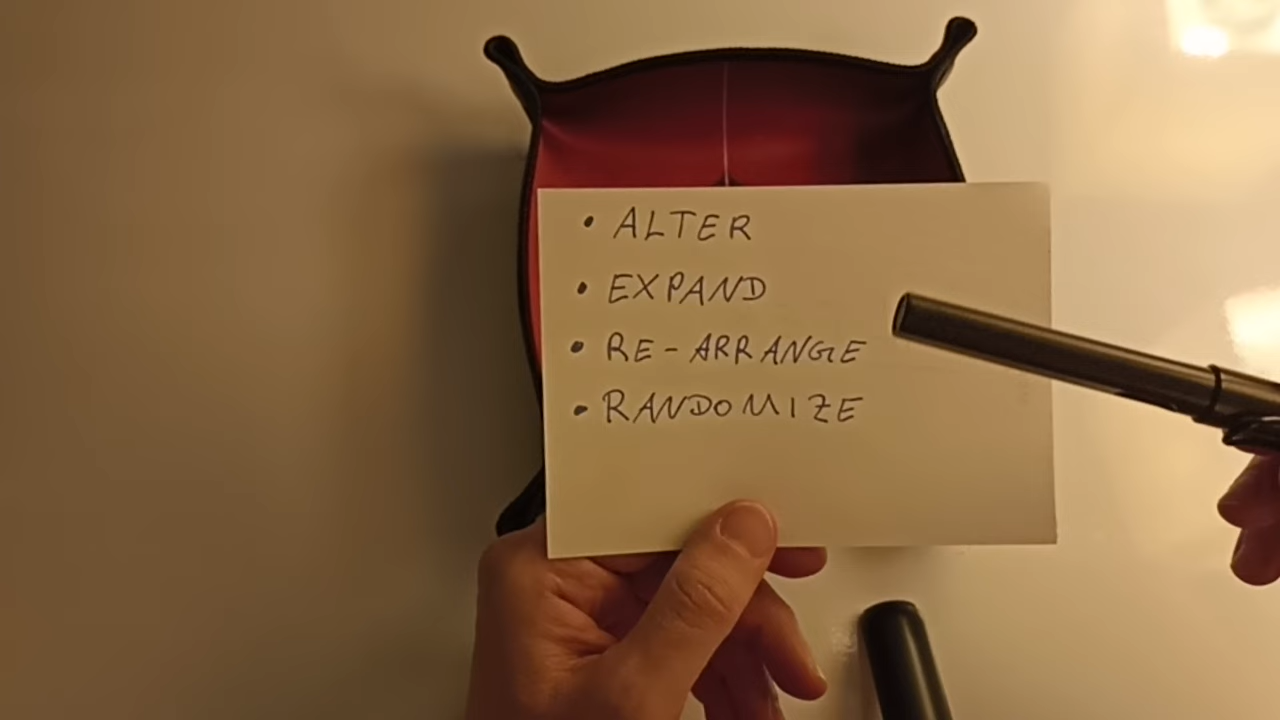 • ALTER
• EXPAND
• RE-ARRANGE
• RANDOMIZE